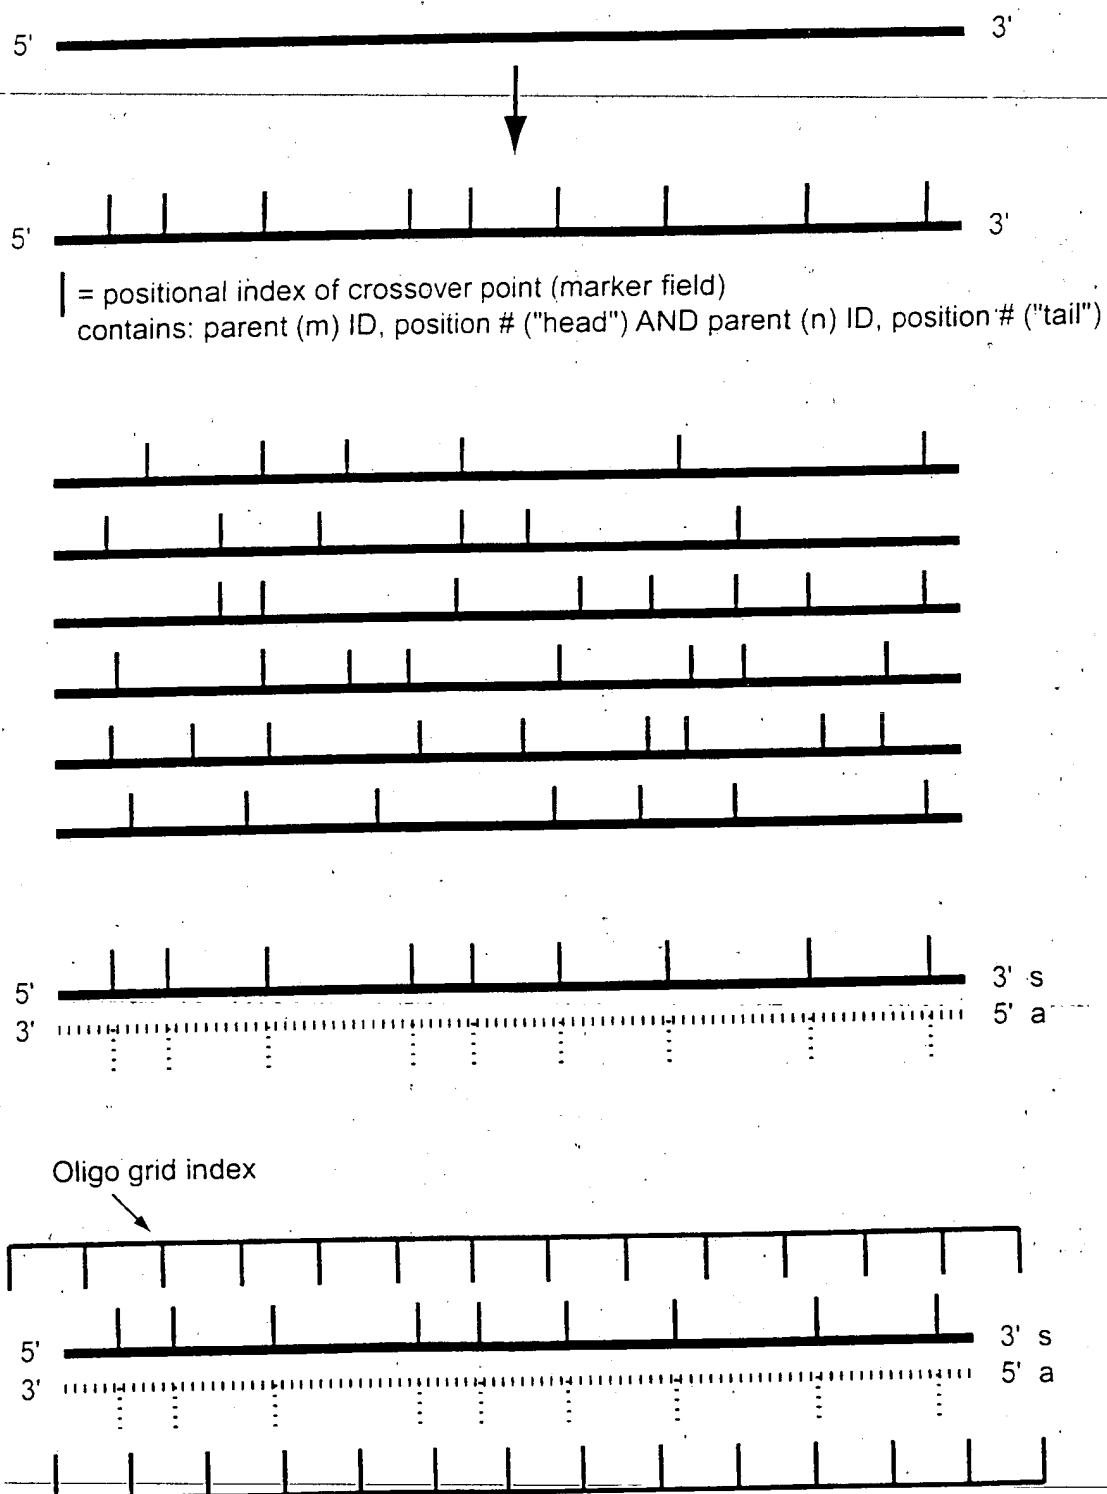 5' 3'
5' 3'
= positional index of crossover point (marker field)
contains: parent (m) ID, position # ("head") AND parent (n) ID, position # ("tail")
5' 3' s
3' 5' a
Oligo grid index
5' 3' s
3' 5' a